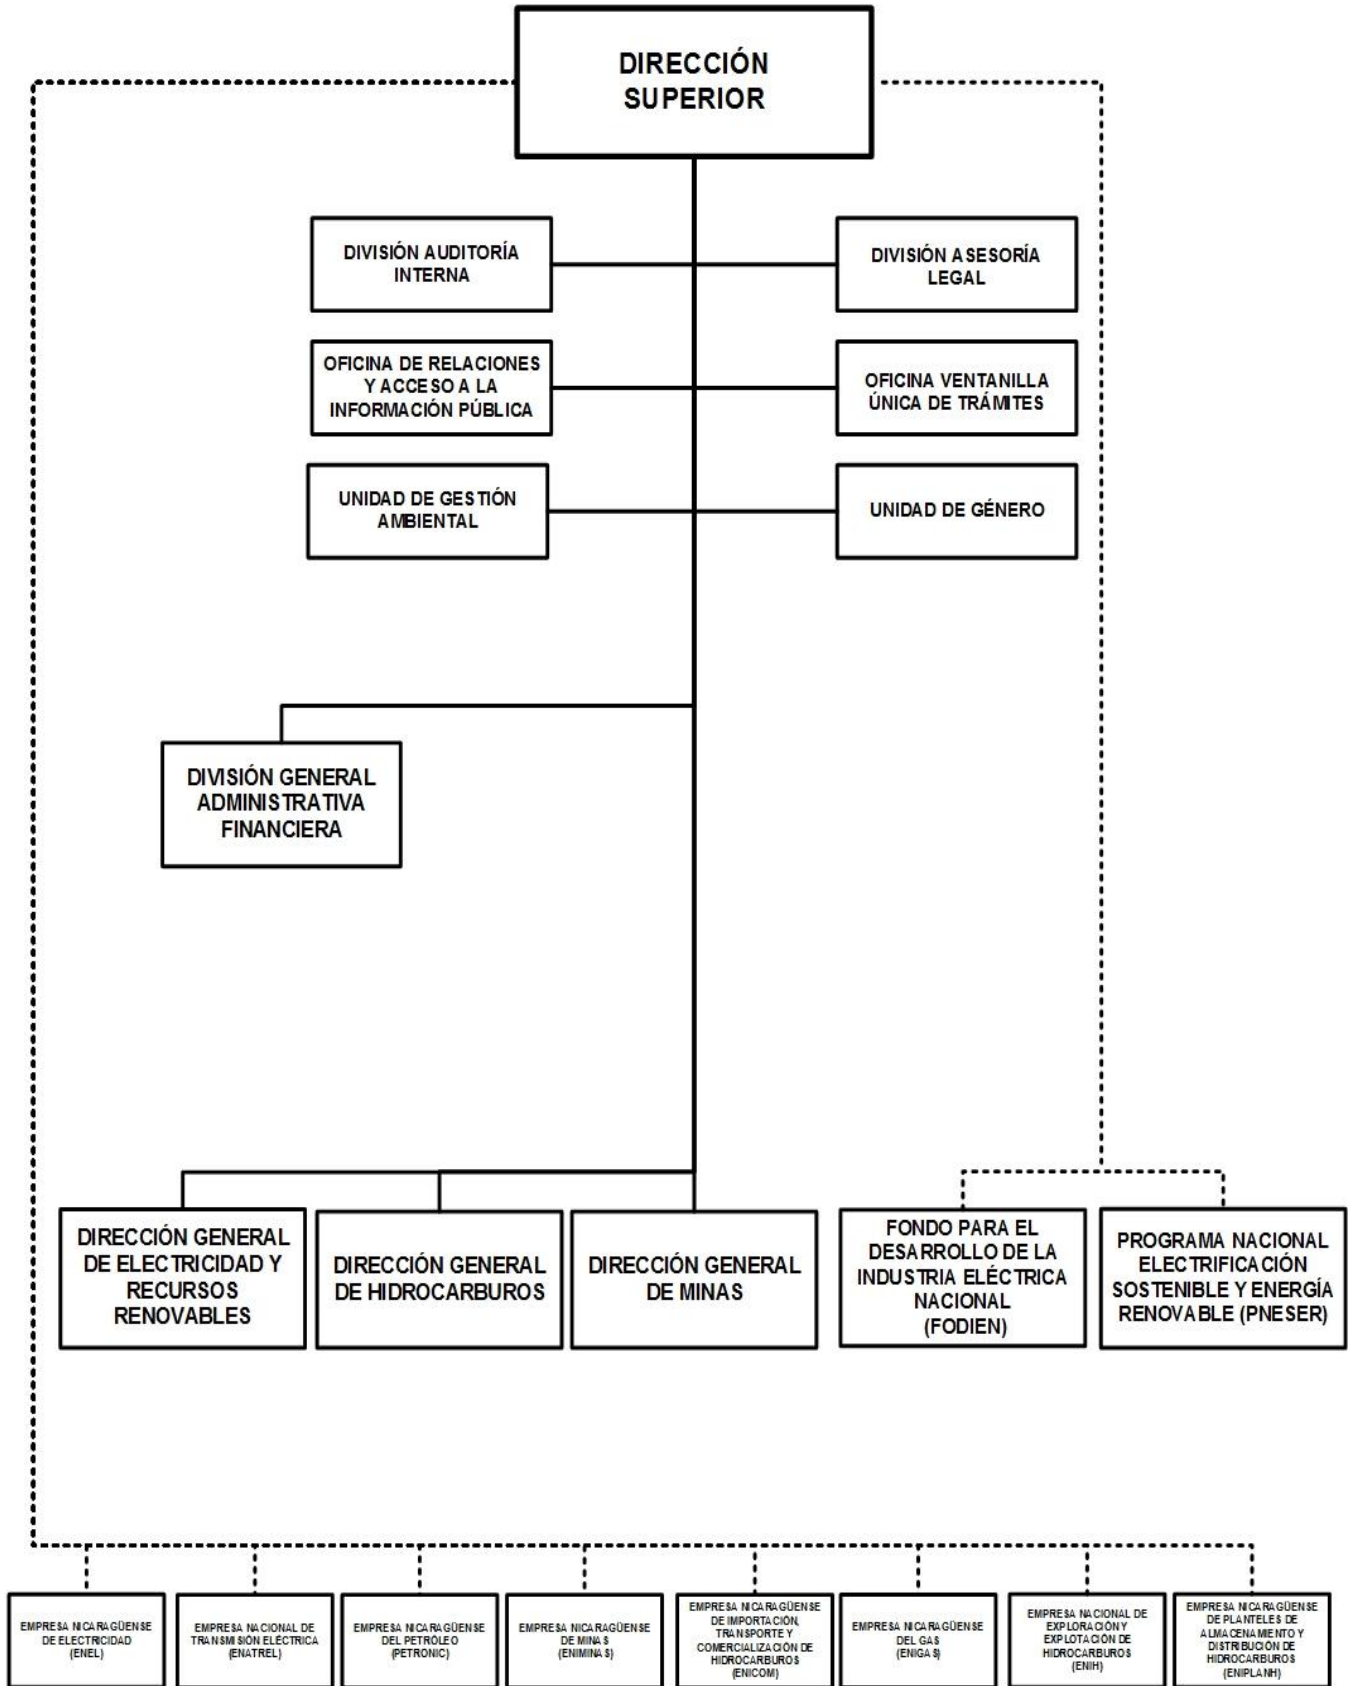 DIRECCIÓN
SUPERIOR
DIVISIÓN AUDITORÍA
INTERNA
DIVISIÓN ASESORÍA
LEGAL
OFICINA DE RELACIONES
Y ACCESO A LA
INFORMACIÓN PÚBLICA
OFICINA VENTANILLA
ÚNICA DE TRÁMITES
UNIDAD DE GESTIÓN
AMBIENTAL
UNIDAD DE GÉNERO
DIVISIÓN GENERAL
ADMINISTRATIVA
FINANCIERA
DIRECCIÓN GENERAL
DE ELECTRICIDAD Y
RECURSOS
RENOVABLES
DIRECCIÓN GENERAL
DE HIDROCARBUROS
DIRECCIÓN GENERAL
DE MINAS
FONDO PARA EL
DESARROLLO DE LA
INDUSTRIA ELÉCTRICA
NACIONAL
(FODIEN)
PROGRAMA NACIONAL
ELECTRIFICACIÓN
SOSTENIBLE Y ENERGÍA
RENOVABLE (PNESER)
EMPRESA NICARAGÜENSE
DE ELECTRICIDAD
(ENEL)
EMPRESA NACIONAL DE
TRANSMISIÓN ELÉCTRICA
(ENATREL)
EMPRESA NICARAGÜENSE
DEL PETRÓLEO
(PETRONIC)
EMPRESA NICARAGÜENSE
DE MINAS
(ENIMINAS)
EMPRESA NICARAGÜENSE
DE IMPORTACIÓN,
TRANSPORTE Y
COMERCIALIZACIÓN DE
HIDROCARBUROS
(ENICOM)
EMPRESA NICARAGÜENSE
DEL GAS
(ENIGAS)
EMPRESA NACIONAL DE
EXPLORACIÓN Y
EXPLOTACIÓN DE
HIDROCARBUROS
(ENIH)
EMPRESA NICARAGÜENSE
DE PLANTELES DE
ALMACENAMIENTO Y
DISTRIBUCIÓN DE
HIDROCARBUROS
(ENIPLANH)